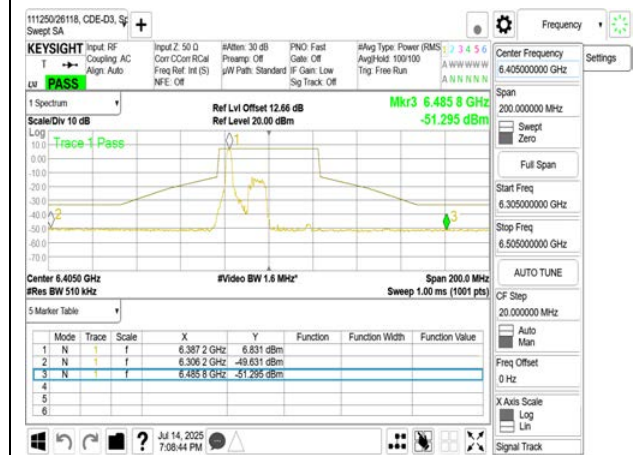 111250/26118, CDE-D3, Sp
Swept SA
Frequency
KEYSIGHT
Input: RF
Coupling: AC
Align: Auto
Input Z: 50 Ω
Corr CCorr RCal
Freq Ref: Int (S)
NFE: Off
#Atten: 30 dB
Preamp: Off
µW Path: Standard
PNO: Fast
Gate: Off
IF Gain: Low
Sig Track: Off
#Avg Type: Power (RMS
Avg|Hold: 100/100
Trig: Free Run
1 2 3 4 5 6
A W W W W W
A N N N N N
T
PASS
1 Spectrum
Scale/Div 10 dB
Ref Lvl Offset 12.66 dB
Ref Level 20.00 dBm
Mkr3 6.485 8 GHz
-51.295 dBm
Log
Trace 1 Pass
10.0
0.00
-10.0
-20.0
-30.0
-40.0
-50.0
-60.0
-70.0
1
2
3
Center 6.4050 GHz
#Res BW 510 kHz
#Video BW 1.6 MHz*
Span 200.0 MHz
Sweep 1.00 ms (1001 pts)
5 Marker Table
Mode Trace Scale X Y Function Function Width Function Value
1 N 1 f 6.387 2 GHz 6.831 dBm
2 N 1 f 6.306 2 GHz -49.631 dBm
3 N 1 f 6.485 8 GHz -51.295 dBm
4
5
6
?
Jul 14, 2025
7:08:44 PM
Center Frequency
6.405000000 GHz
Settings
Span
200.000000 MHz
Swept
Zero
Full Span
Start Freq
6.305000000 GHz
Stop Freq
6.505000000 GHz
AUTO TUNE
CF Step
20.000000 MHz
Auto
Man
Freq Offset
0 Hz
X Axis Scale
Log
Lin
Signal Track